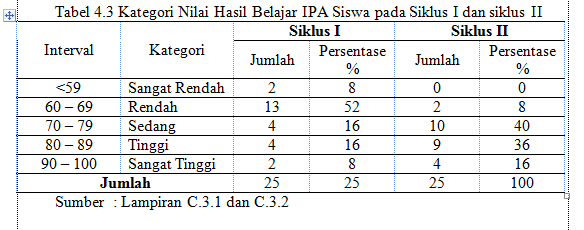 Tabel 4.3 Kategori Nilai Hasil Belajar IPA Siswa pada Siklus I dan siklus II
Interval Kategori Siklus I Siklus II
Jumlah Persentase % Jumlah Persentase %
<59 Sangat Rendah 2 8 0 0
60 – 69 Rendah 13 52 2 8
70 – 79 Sedang 4 16 10 40
80 – 89 Tinggi 4 16 9 36
90 – 100 Sangat Tinggi 2 8 4 16
Jumlah 25 25 25 100
Sumber : Lampiran C.3.1 dan C.3.2